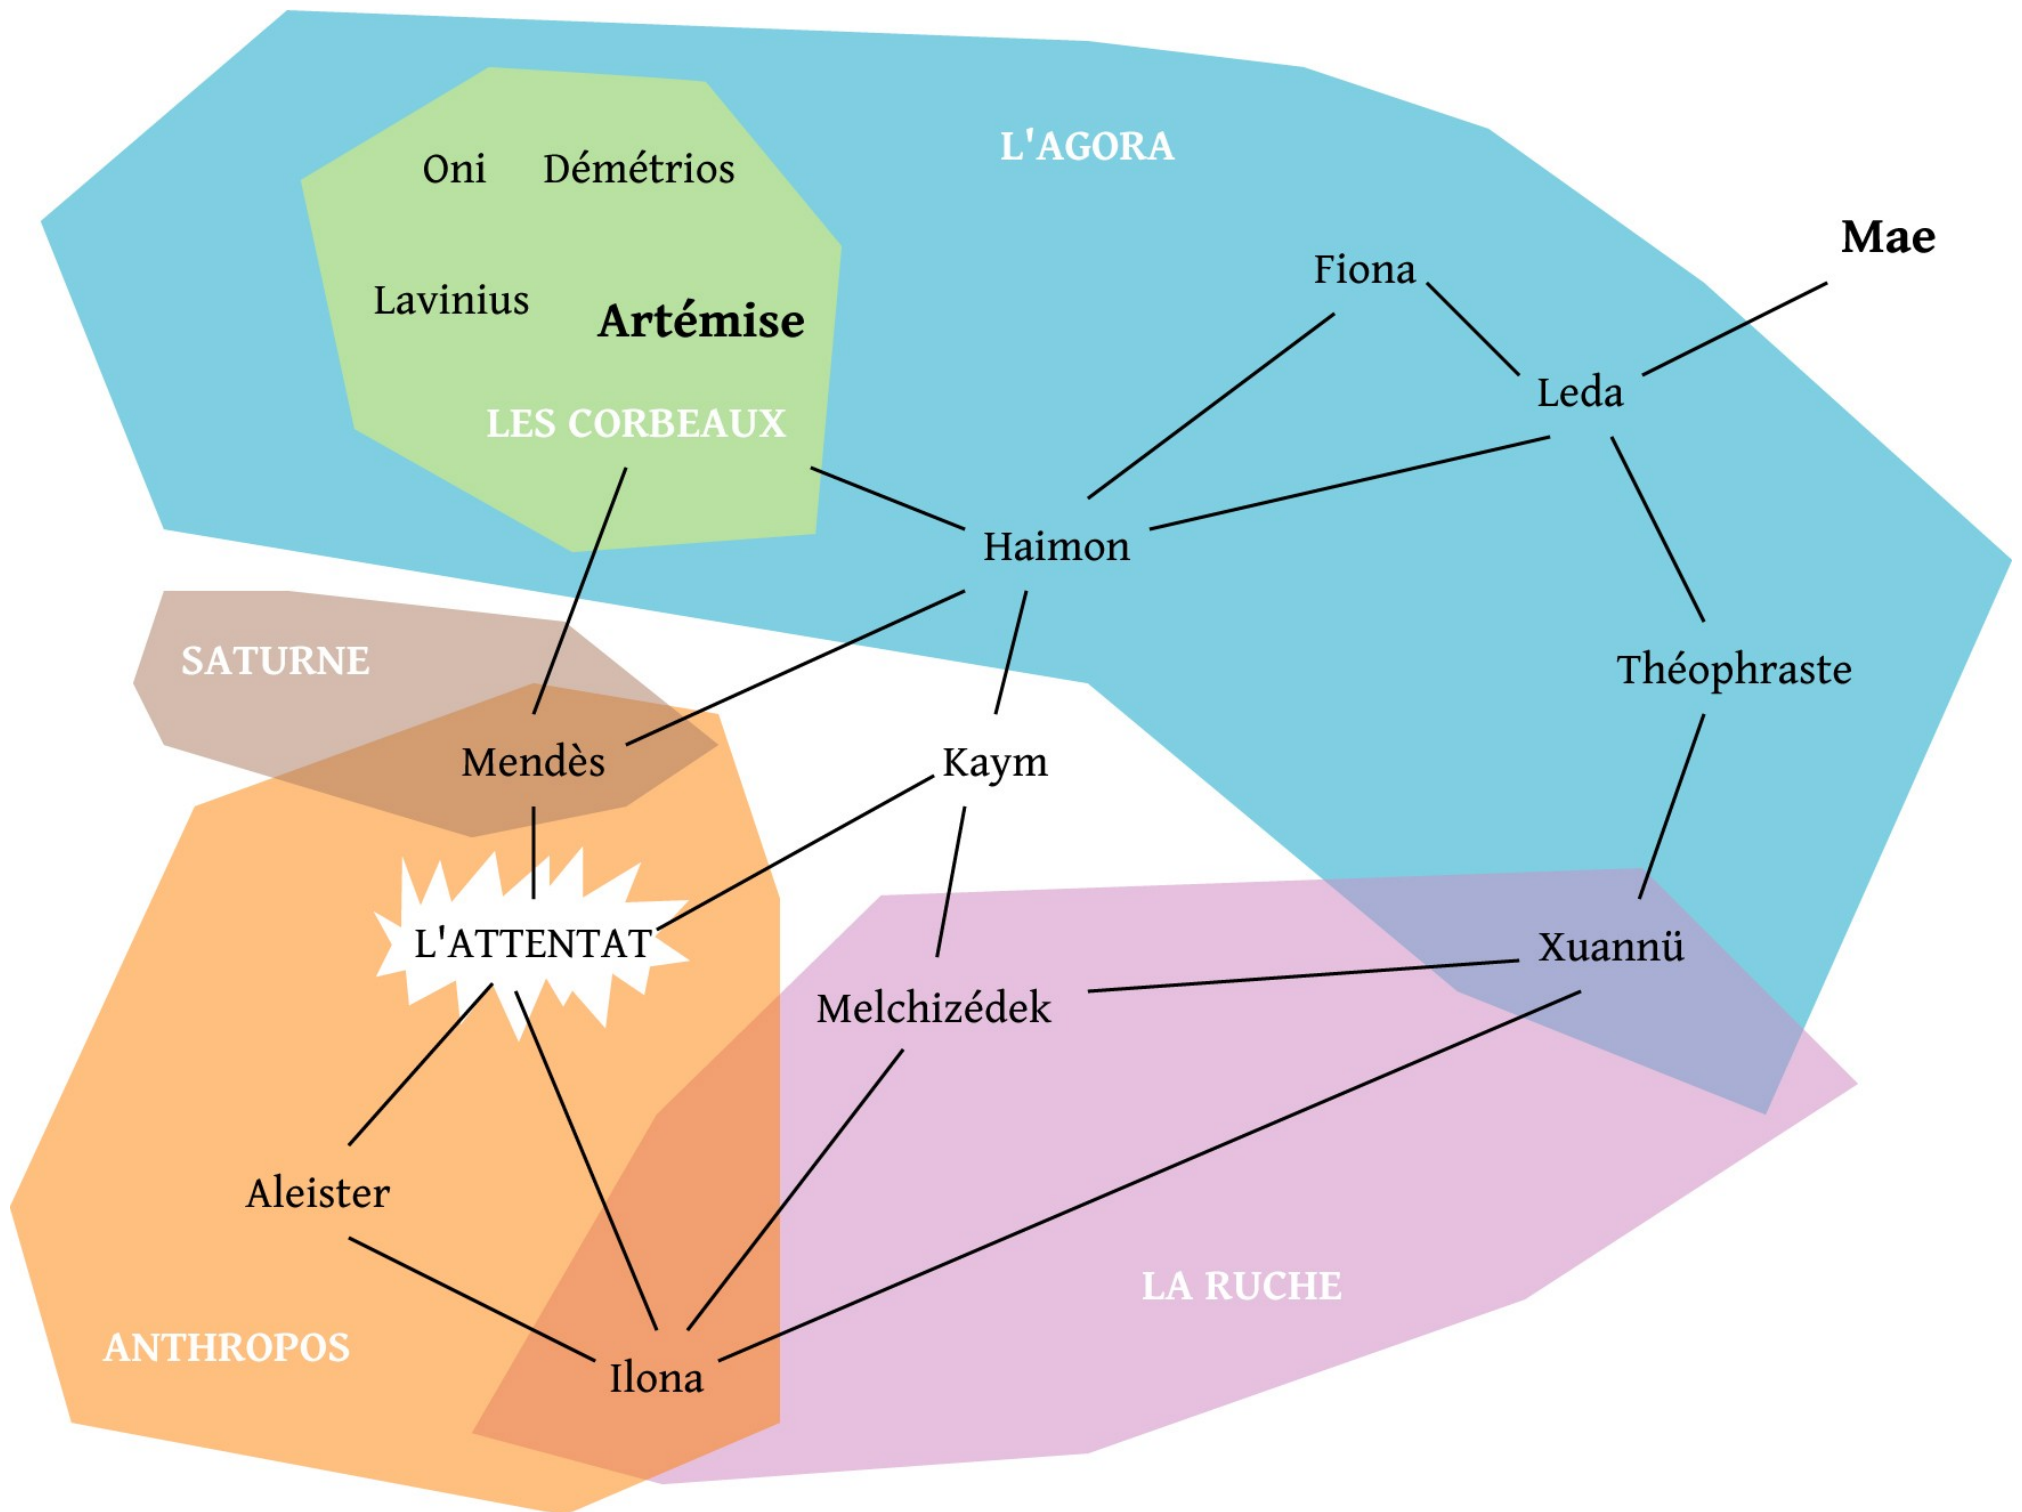 L'AGORA
Oni
Démétrios
Mae
Fiona
Lavinius
Artémise
Leda
LES CORBEAUX
Haimon
SATURNE
Théophraste
Mendès
Kaym
L'ATTENTAT
Xuannü
Melchizédek
Aleister
LA RUCHE
ANTHROPOS
Ilona